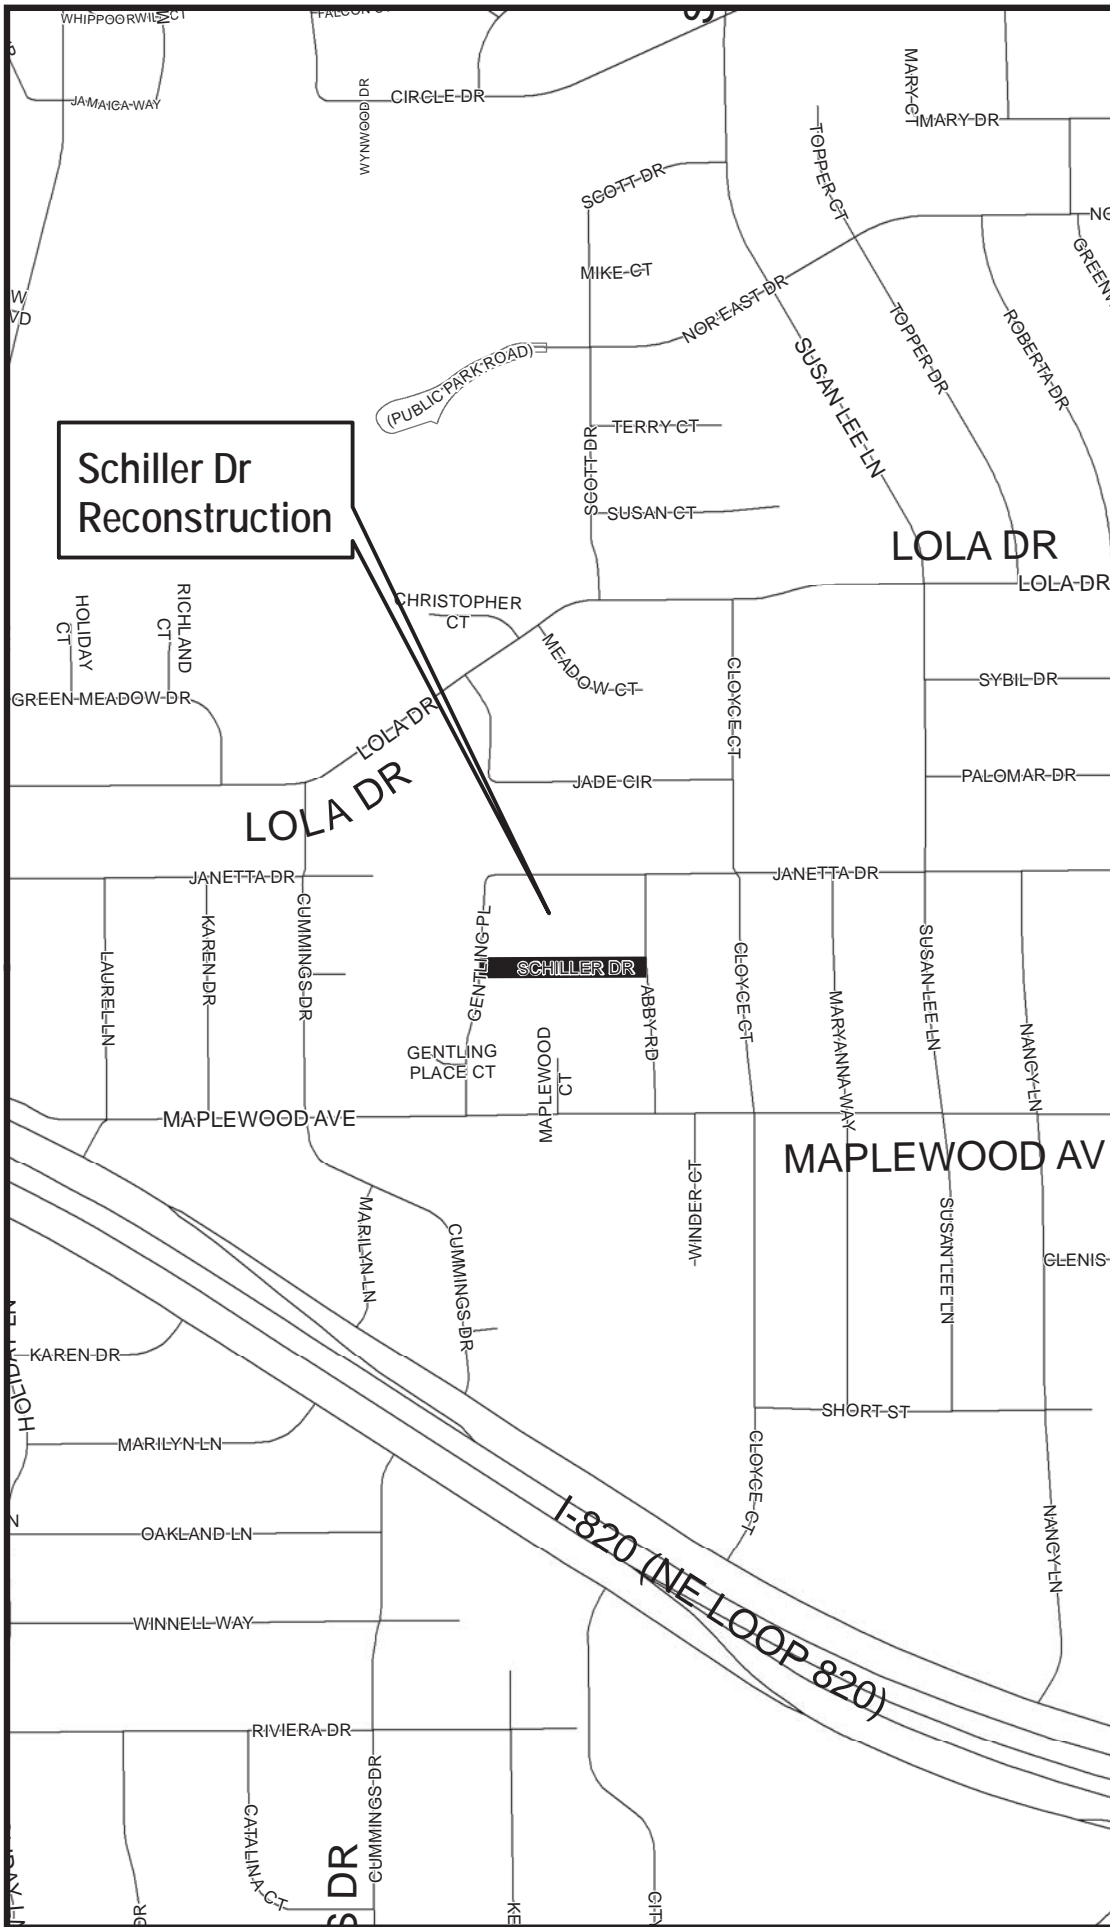 WHIPPOORWILL CT
FALCON CT
JAMAICA WAY
WYNWOOD DR
CIRCLE DR
MARY CT
MARY DR
TOPPER CT
SCOTT DR
MIKE CT
NOR'EAST DR
TOPPER DR
ROBERTA DR
SUSAN LEE LN
(PUBLIC PARK ROAD)
TERRY CT
SCOTT DR
SUSAN CT
Schiller Dr
Reconstruction
LOLA DR
LOLA DR
HOLIDAY
CT
RICHLAND
CT
CHRISTOPHER
CT
MEADOW CT
CLOYCE CT
SYBIL DR
GREEN MEADOW DR
LOLA DR
JADE CIR
PALOMAR DR
LOLA DR
JANETTA DR
JANETTA DR
LAUREL LN
KAREN DR
CUMMINGS DR
GENTLING PL
SCHILLER DR
ABBY RD
CLOYCE CT
MARYANNA WAY
SUSAN LEE LN
NANCY LN
GENTLING
PLACE CT
MAPLEWOOD
CT
MAPLEWOOD AVE
MAPLEWOOD AV
WINDER CT
MARILYN LN
CUMMINGS DR
SUSAN LEE LN
GLENIS
KAREN DR
MARILYN LN
SHORT ST
CLOYCE CT
NANCY LN
OAKLAND LN
I-820 (NE LOOP 820)
WINNELL WAY
RIVIERA DR
CATALINA CT
CUMMINGS DR
S DR
DR
KE
CITY